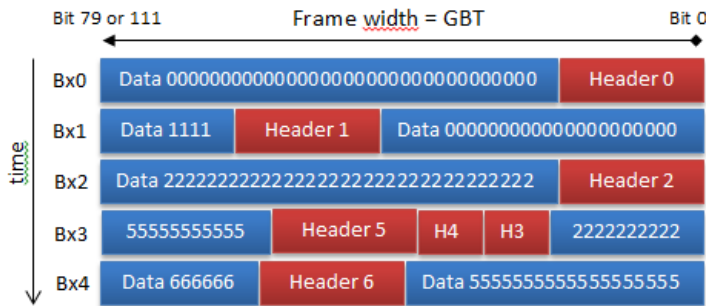 Bit 79 or 111 Frame width = GBT Bit 0
Bx0 Data 0000000000000000000000000000000000 Header 0
Bx1 Data 1111 Header 1 Data 000000000000000000000
Bx2 Data 2222222222222222222222222222222222 Header 2
Bx3 55555555555 Header 5 H4 H3 2222222222
Bx4 Data 666666 Header 6 Data 5555555555555555555
time